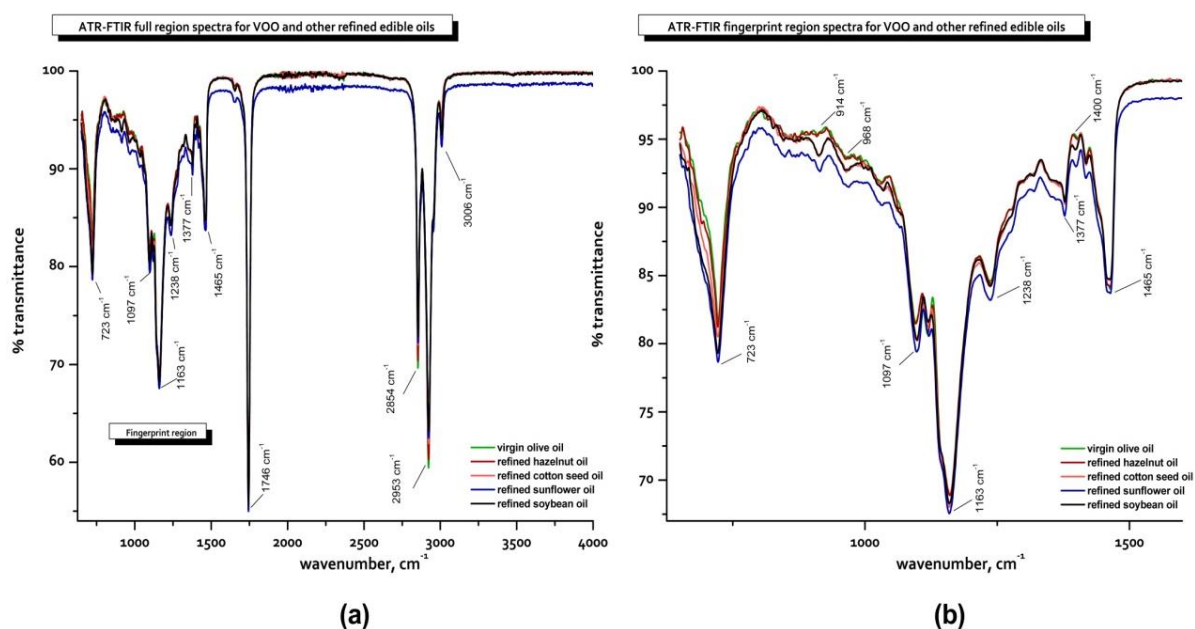 ATR-FTIR full region spectra for VOO and other refined edible oils
100
90
80
70
60
% transmittance
723 cm⁻¹
1097 cm⁻¹
1163 cm⁻¹
1238 cm⁻¹
1377 cm⁻¹
1465 cm⁻¹
1746 cm⁻¹
2854 cm⁻¹
2953 cm⁻¹
3006 cm⁻¹
Fingerprint region
virgin olive oil
refined hazelnut oil
refined cotton seed oil
refined sunflower oil
refined soybean oil
1000 1500 2000 2500 3000 3500 4000
wavenumber, cm⁻¹
(a)
ATR-FTIR fingerprint region spectra for VOO and other refined edible oils
100
95
90
85
80
75
70
% transmittance
723 cm⁻¹
914 cm⁻¹
968 cm⁻¹
1097 cm⁻¹
1163 cm⁻¹
1238 cm⁻¹
1377 cm⁻¹
1400 cm⁻¹
1465 cm⁻¹
virgin olive oil
refined hazelnut oil
refined cotton seed oil
refined sunflower oil
refined soybean oil
1000 1500
wavenumber, cm⁻¹
(b)